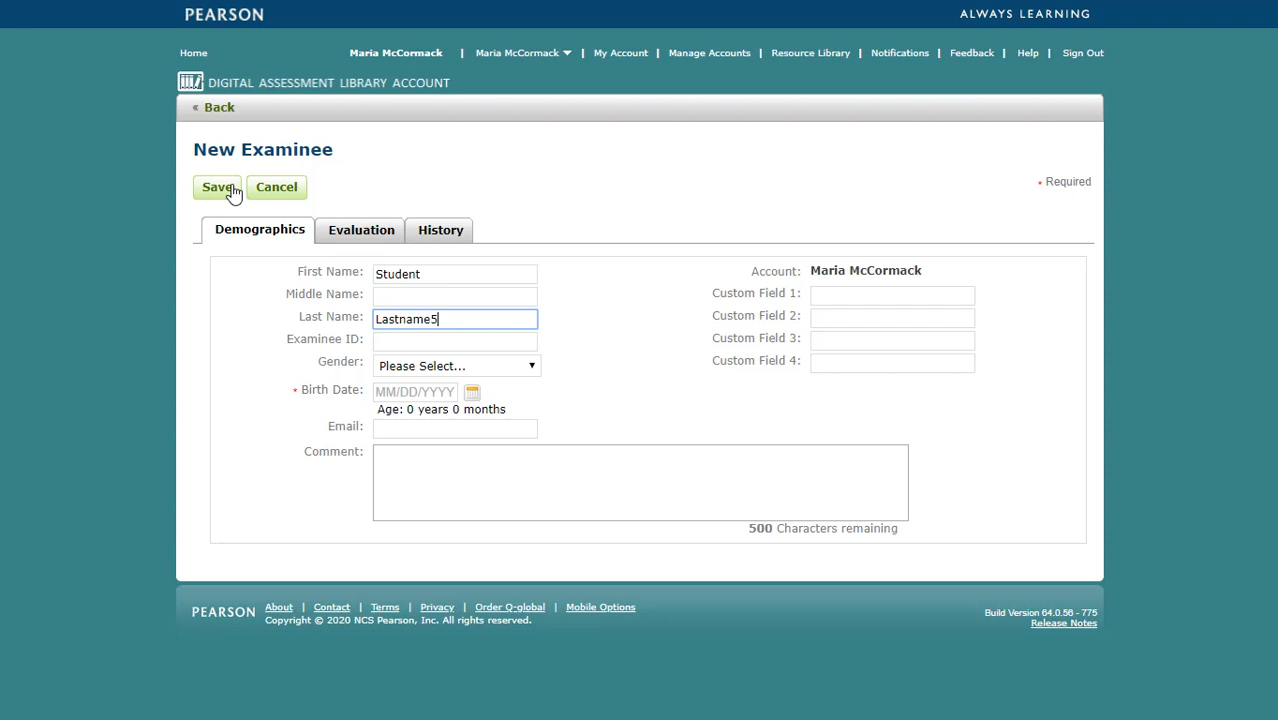 PEARSON
ALWAYS LEARNING
Home
Maria McCormack | Maria McCormack | My Account | Manage Accounts | Resource Library | Notifications | Feedback | Help | Sign Out
DIGITAL ASSESSMENT LIBRARY ACCOUNT
« Back
New Examinee
Save Cancel
* Required
Demographics Evaluation History
First Name: Student
Middle Name:
Last Name: Lastname5
Examinee ID:
Gender: Please Select...
* Birth Date: MM/DD/YYYY
Age: 0 years 0 months
Email:
Comment:
500 Characters remaining
Account: Maria McCormack
Custom Field 1:
Custom Field 2:
Custom Field 3:
Custom Field 4:
PEARSON
About | Contact | Terms | Privacy | Order Q-global | Mobile Options
Copyright © 2020 NCS Pearson, Inc. All rights reserved.
Build Version 64.0.56 - 775
Release Notes